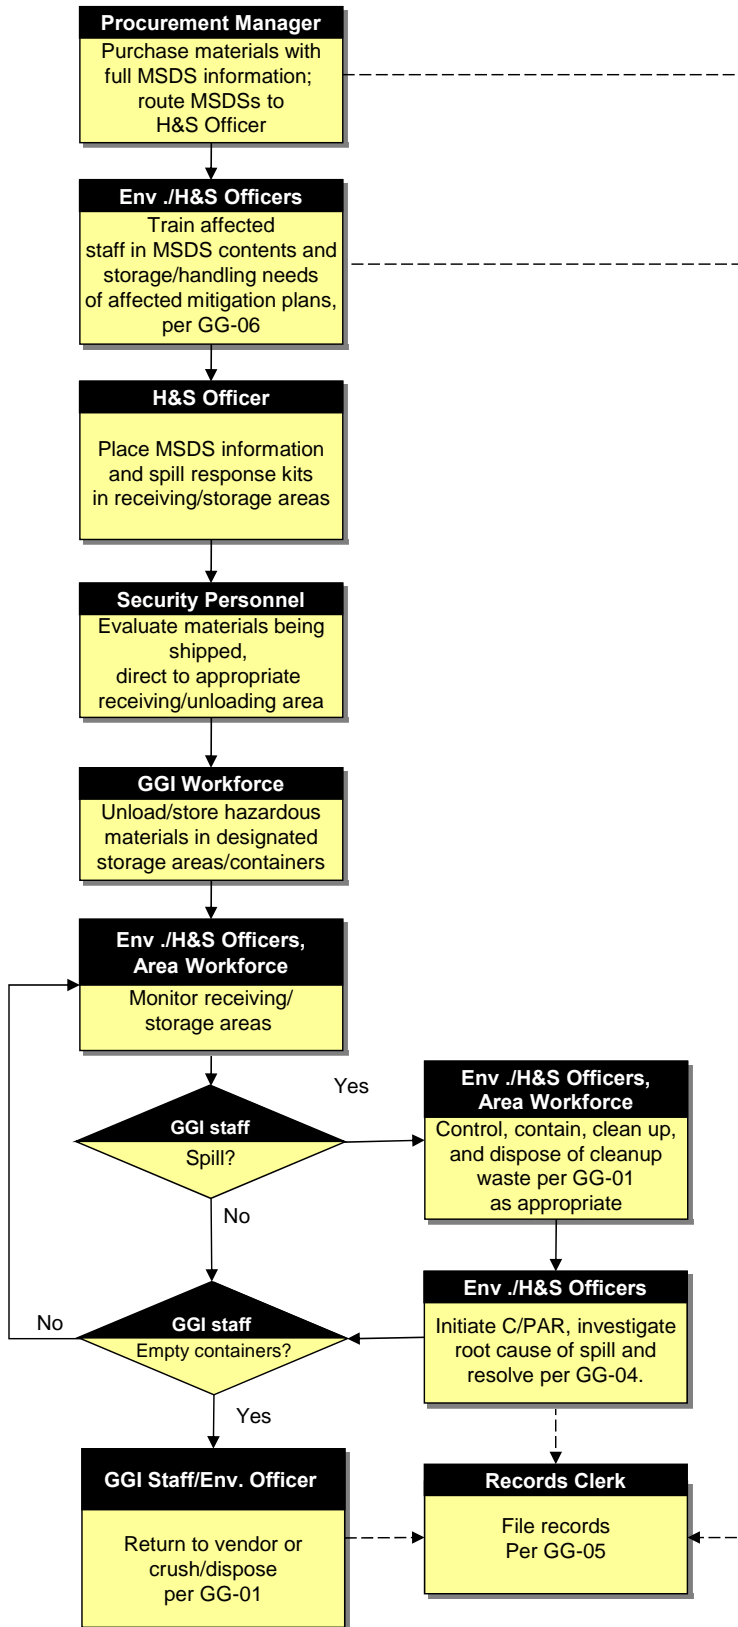 Procurement Manager
Purchase materials with
full MSDS information;
route MSDSs to
H&S Officer
Env ./H&S Officers
Train affected
staff in MSDS contents and
storage/handling needs
of affected mitigation plans,
per GG-06
H&S Officer
Place MSDS information
and spill response kits
in receiving/storage areas
Security Personnel
Evaluate materials being
shipped,
direct to appropriate
receiving/unloading area
GGI Workforce
Unload/store hazardous
materials in designated
storage areas/containers
Env ./H&S Officers,
Area Workforce
Monitor receiving/
storage areas
GGI staff
Spill?
Yes
No
Env ./H&S Officers,
Area Workforce
Control, contain, clean up,
and dispose of cleanup
waste per GG-01
as appropriate
Env ./H&S Officers
Initiate C/PAR, investigate
root cause of spill and
resolve per GG-04.
GGI staff
Empty containers?
No
Yes
GGI Staff/Env. Officer
Return to vendor or
crush/dispose
per GG-01
Records Clerk
File records
Per GG-05